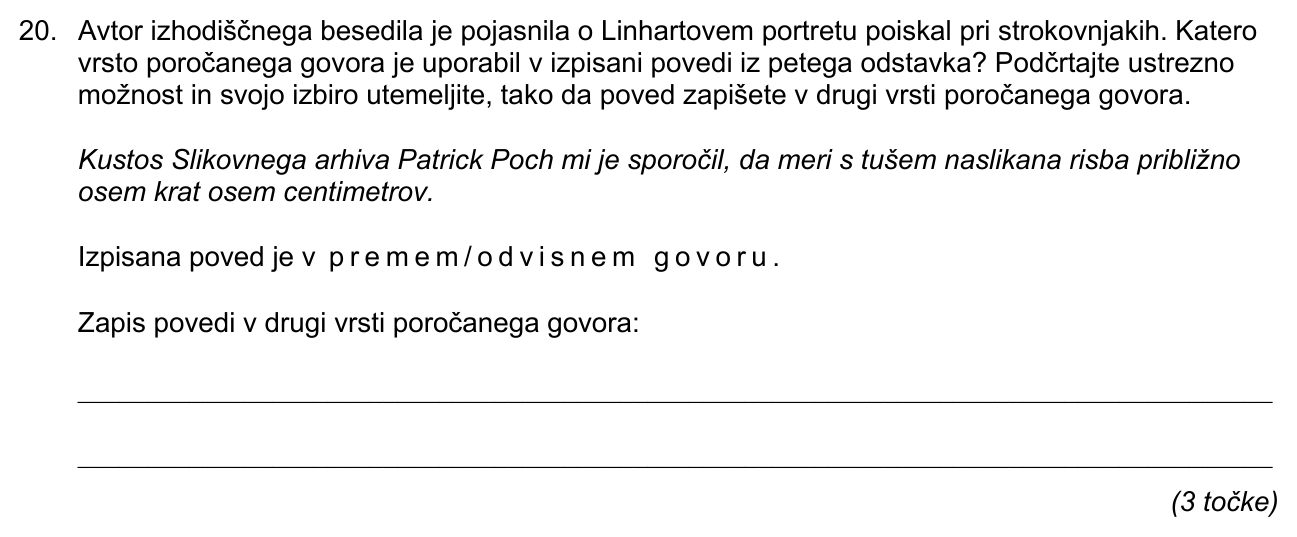 20. Avtor izhodiščnega besedila je pojasnila o Linhartovem portretu poiskal pri strokovnjakih. Katero
vrsto poročanega govora je uporabil v izpisani povedi iz petega odstavka? Podčrtajte ustrezno
možnost in svojo izbiro utemeljite, tako da poved zapišete v drugi vrsti poročanega govora.
Kustos Slikovnega arhiva Patrick Poch mi je sporočil, da meri s tušem naslikana risba približno
osem krat osem centimetrov.
Izpisana poved je v premem/odvisnem govoru.
Zapis povedi v drugi vrsti poročanega govora:
(3 točke)